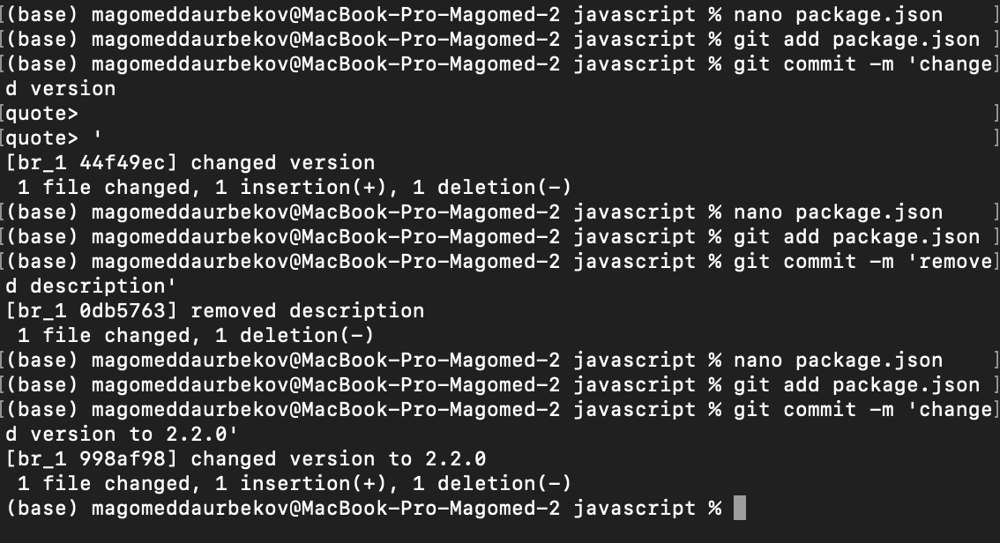 [(base) magomeddaurbekov@MacBook-Pro-Magomed-2 javascript % nano package.json ]
[(base) magomeddaurbekov@MacBook-Pro-Magomed-2 javascript % git add package.json ]
[(base) magomeddaurbekov@MacBook-Pro-Magomed-2 javascript % git commit -m 'change]
d version
[quote> ]
[quote> ' ]
[br_1 44f49ec] changed version
1 file changed, 1 insertion(+), 1 deletion(-)
[(base) magomeddaurbekov@MacBook-Pro-Magomed-2 javascript % nano package.json ]
[(base) magomeddaurbekov@MacBook-Pro-Magomed-2 javascript % git add package.json ]
[(base) magomeddaurbekov@MacBook-Pro-Magomed-2 javascript % git commit -m 'remove]
d description'
[br_1 0db5763] removed description
1 file changed, 1 deletion(-)
[(base) magomeddaurbekov@MacBook-Pro-Magomed-2 javascript % nano package.json ]
[(base) magomeddaurbekov@MacBook-Pro-Magomed-2 javascript % git add package.json ]
[(base) magomeddaurbekov@MacBook-Pro-Magomed-2 javascript % git commit -m 'change]
d version to 2.2.0'
[br_1 998af98] changed version to 2.2.0
1 file changed, 1 insertion(+), 1 deletion(-)
(base) magomeddaurbekov@MacBook-Pro-Magomed-2 javascript %